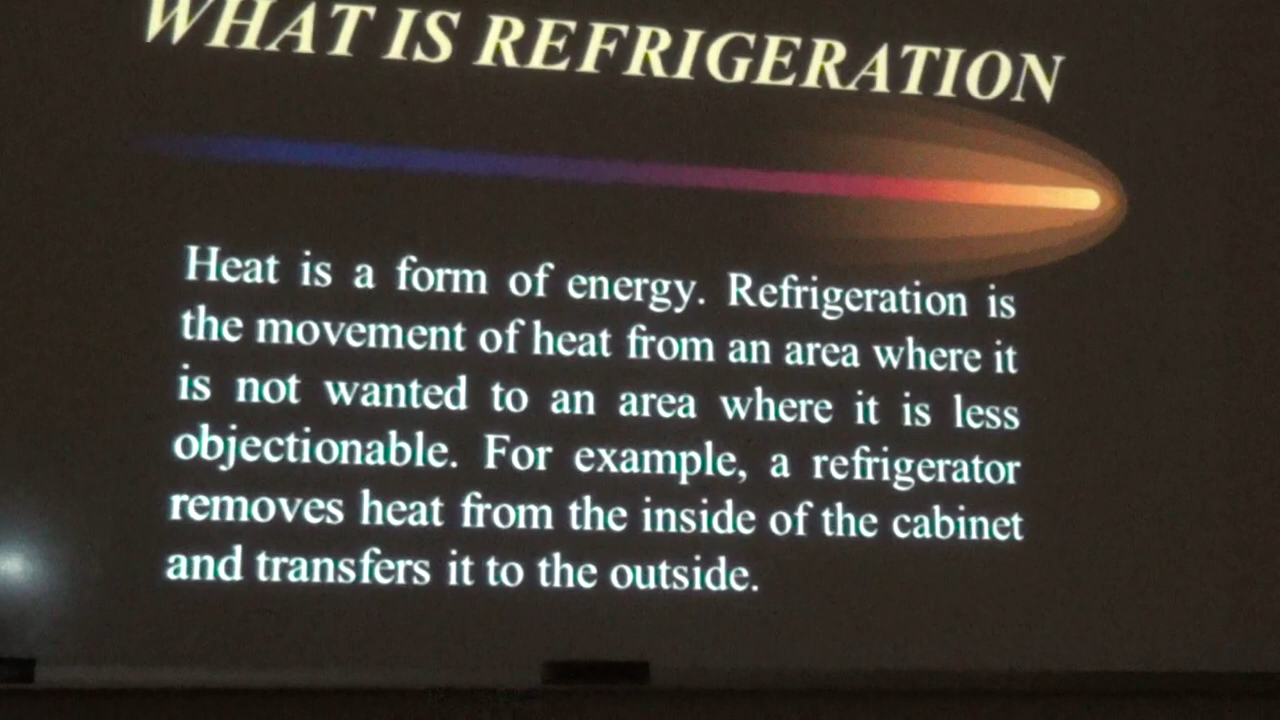 WHAT IS REFRIGERATION
Heat is a form of energy. Refrigeration is
the movement of heat from an area where it
is not wanted to an area where it is less
objectionable. For example, a refrigerator
removes heat from the inside of the cabinet
and transfers it to the outside.